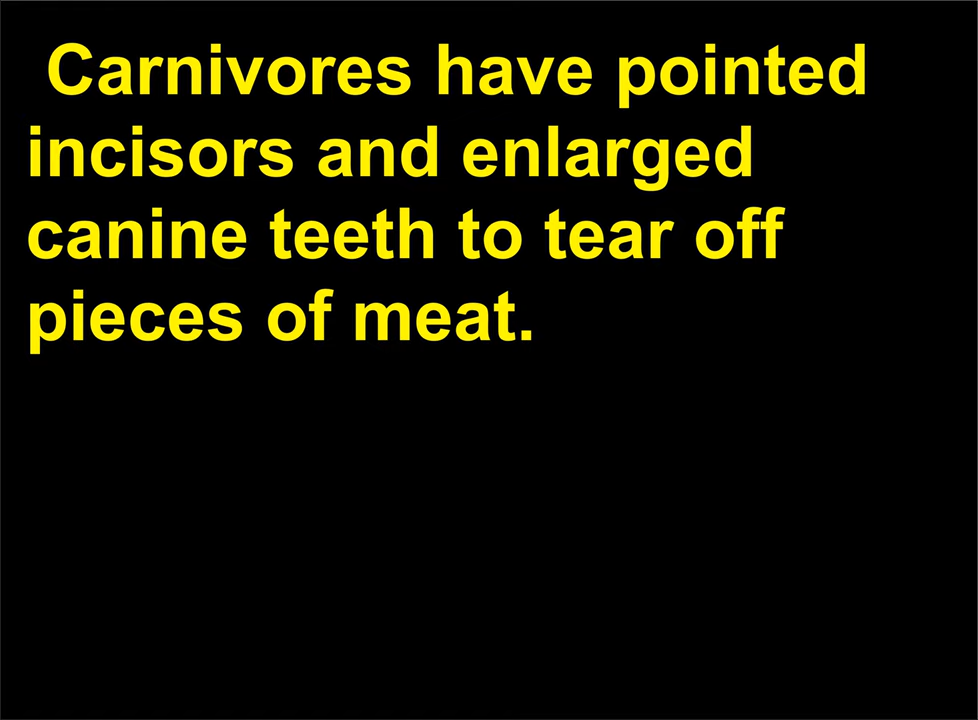 Carnivores have pointed
incisors and enlarged
canine teeth to tear off
pieces of meat.